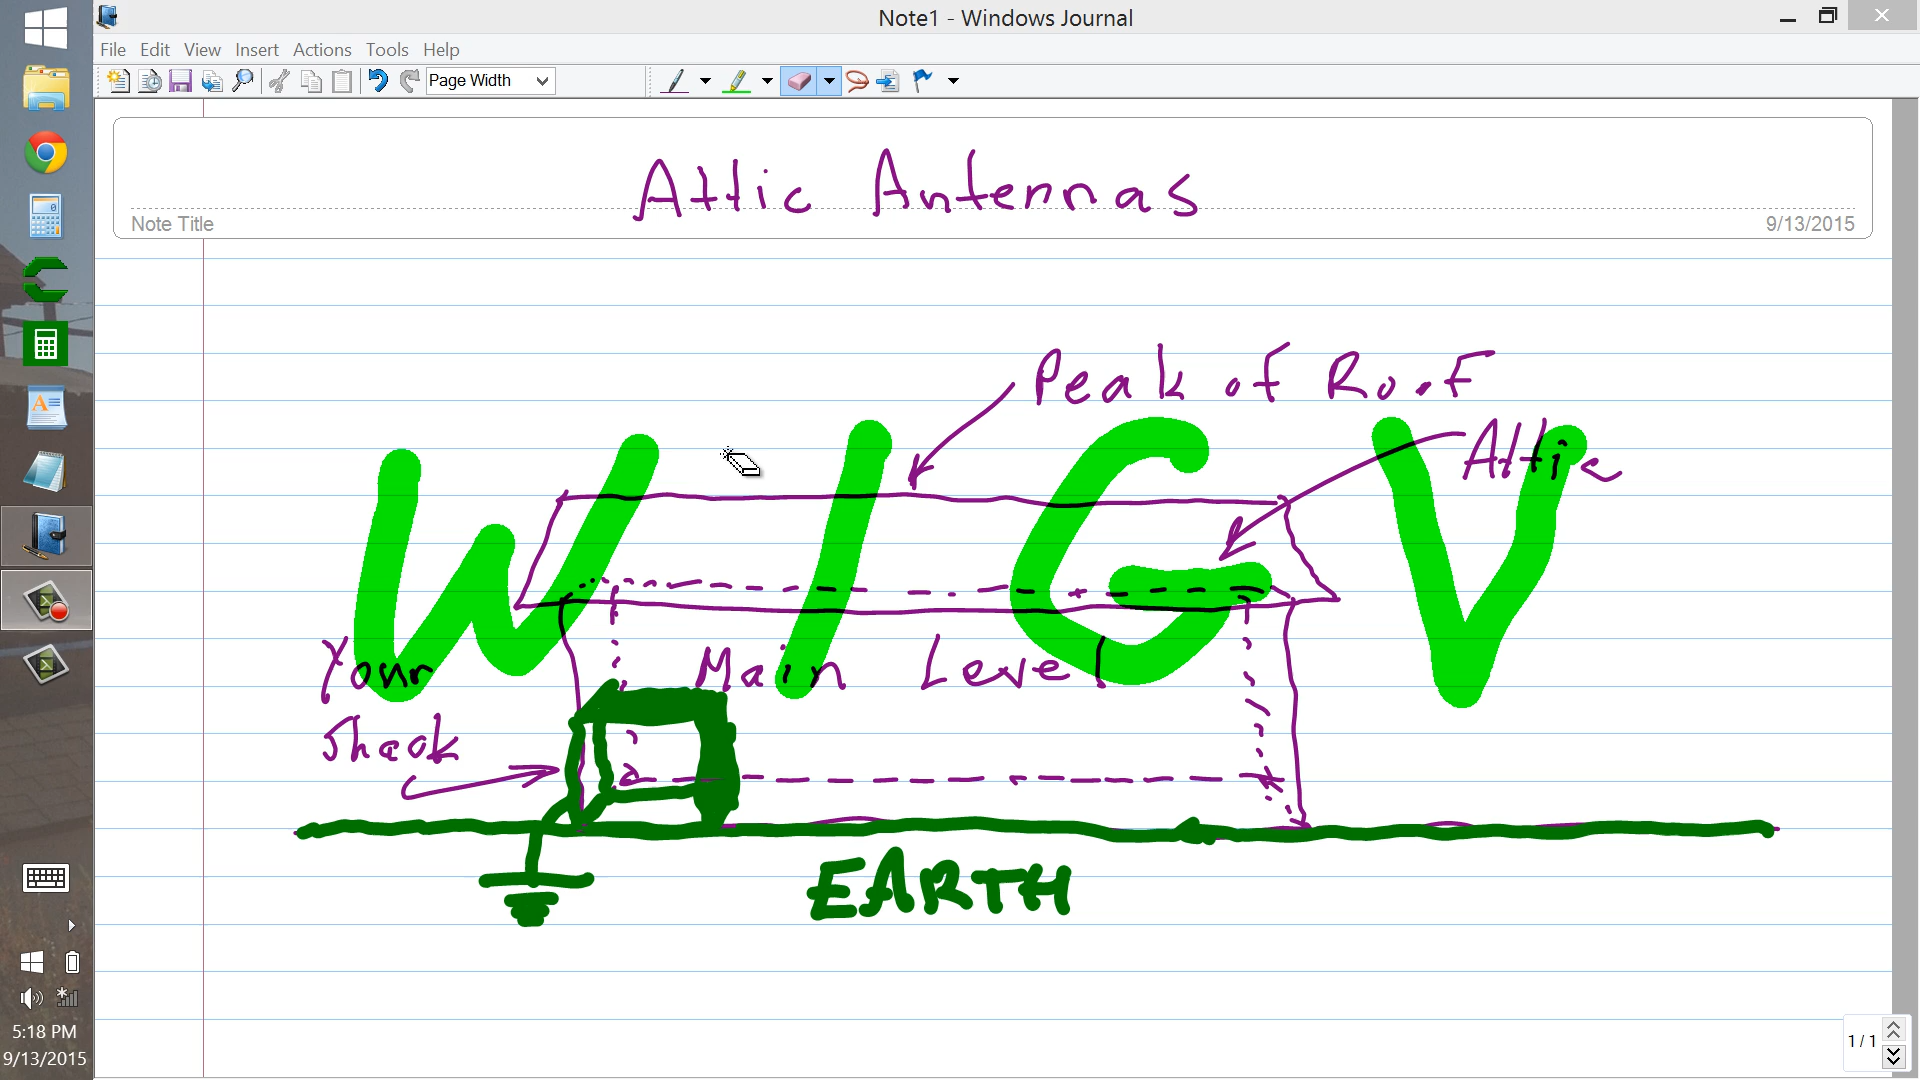 Note1 - Windows Journal
File Edit View Insert Actions Tools Help
Page Width
Attic Antennas
Note Title
9/13/2015
Peak of Roof
Attic
W1GV
Your
Shack
Main Level
EARTH
1 / 1
5:18 PM
9/13/2015